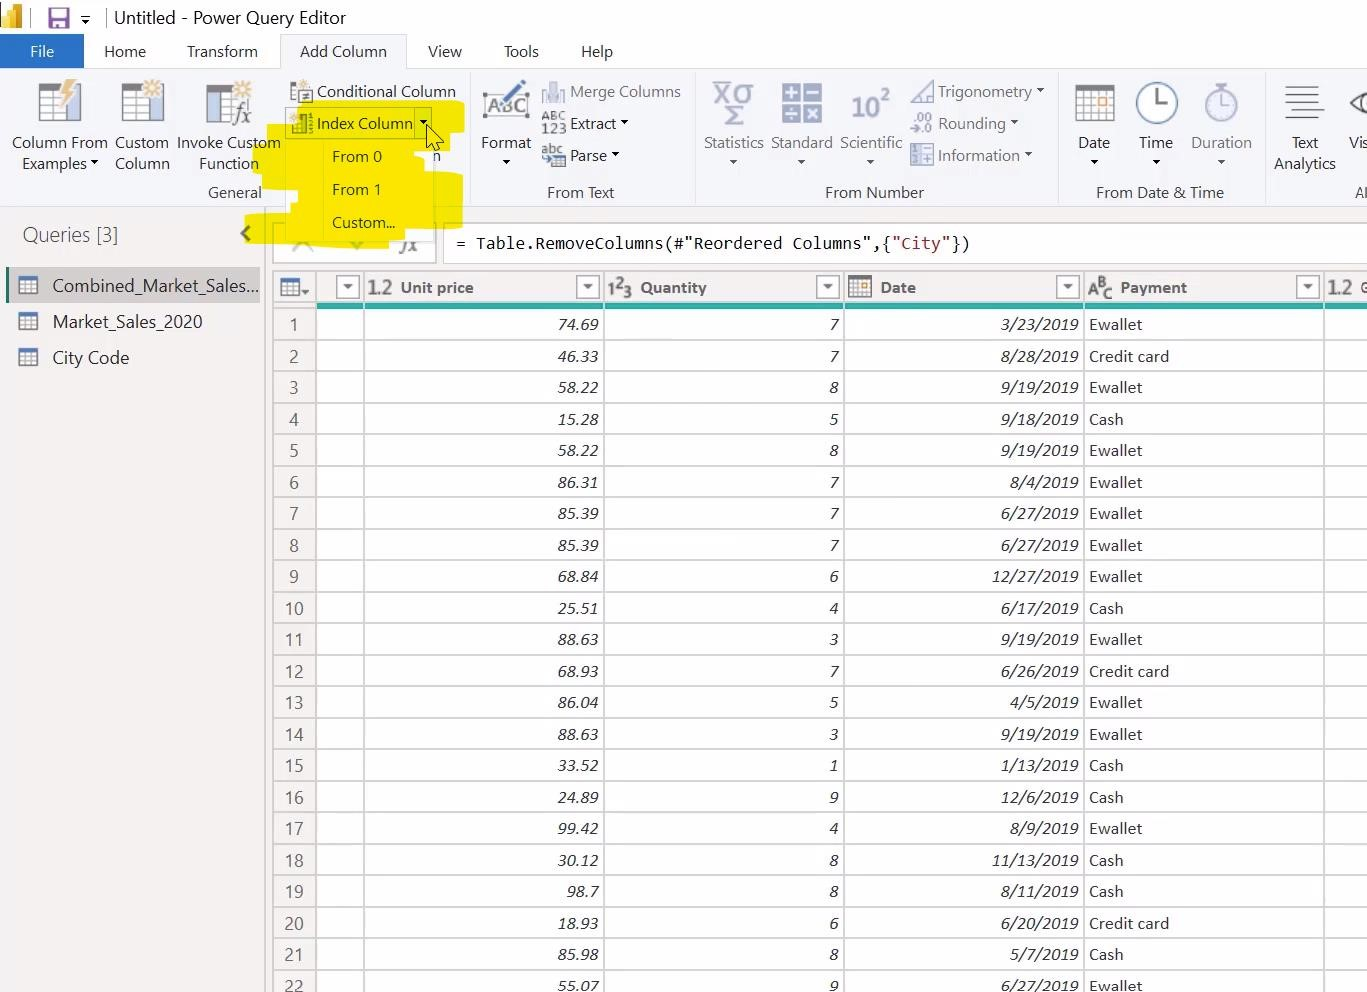 Untitled - Power Query Editor
File Home Transform Add Column View Tools Help
Column From Examples
Custom Column
Invoke Custom Function
Conditional Column
Index Column
From 0
From 1
Custom...
General
Format
ABC
Merge Columns
ABC 123 Extract
abc Parse
From Text
Statistics
Standard
10² Scientific
Trigonometry
.00 Rounding
Information
From Number
Date
Time
Duration
From Date & Time
Text Analytics
Queries [3]
fx = Table.RemoveColumns(#"Reordered Columns",{"City"})
Combined_Market_Sales...
Market_Sales_2020
City Code
1.2 Unit price 1²3 Quantity Date ABC Payment 1.2
1 74.69 7 3/23/2019 Ewallet
2 46.33 7 8/28/2019 Credit card
3 58.22 8 9/19/2019 Ewallet
4 15.28 5 9/18/2019 Cash
5 58.22 8 9/19/2019 Ewallet
6 86.31 7 8/4/2019 Ewallet
7 85.39 7 6/27/2019 Ewallet
8 85.39 7 6/27/2019 Ewallet
9 68.84 6 12/27/2019 Ewallet
10 25.51 4 6/17/2019 Cash
11 88.63 3 9/19/2019 Ewallet
12 68.93 7 6/26/2019 Credit card
13 86.04 5 4/5/2019 Ewallet
14 88.63 3 9/19/2019 Ewallet
15 33.52 1 1/13/2019 Cash
16 24.89 9 12/6/2019 Cash
17 99.42 4 8/9/2019 Ewallet
18 30.12 8 11/13/2019 Cash
19 98.7 8 8/11/2019 Cash
20 18.93 6 6/20/2019 Credit card
21 85.98 8 5/7/2019 Cash
22 55.07 9 6/27/2019 Ewallet